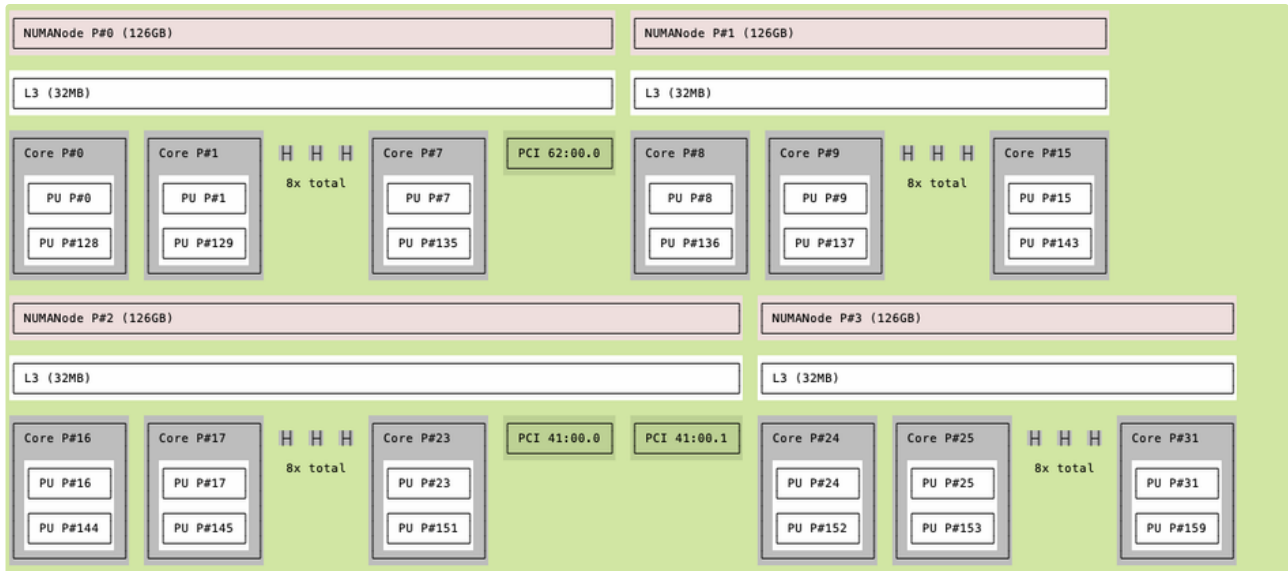 NUMANode P#0 (126GB)
NUMANode P#1 (126GB)
L3 (32MB)
L3 (32MB)
Core P#0
Core P#1
8x total
Core P#7
PCI 62:00.0
Core P#8
Core P#9
8x total
Core P#15
PU P#0
PU P#1
PU P#7
PU P#8
PU P#9
PU P#15
PU P#128
PU P#129
PU P#135
PU P#136
PU P#137
PU P#143
NUMANode P#2 (126GB)
NUMANode P#3 (126GB)
L3 (32MB)
L3 (32MB)
Core P#16
Core P#17
8x total
Core P#23
PCI 41:00.0
PCI 41:00.1
Core P#24
Core P#25
8x total
Core P#31
PU P#16
PU P#17
PU P#23
PU P#24
PU P#25
PU P#31
PU P#144
PU P#145
PU P#151
PU P#152
PU P#153
PU P#159